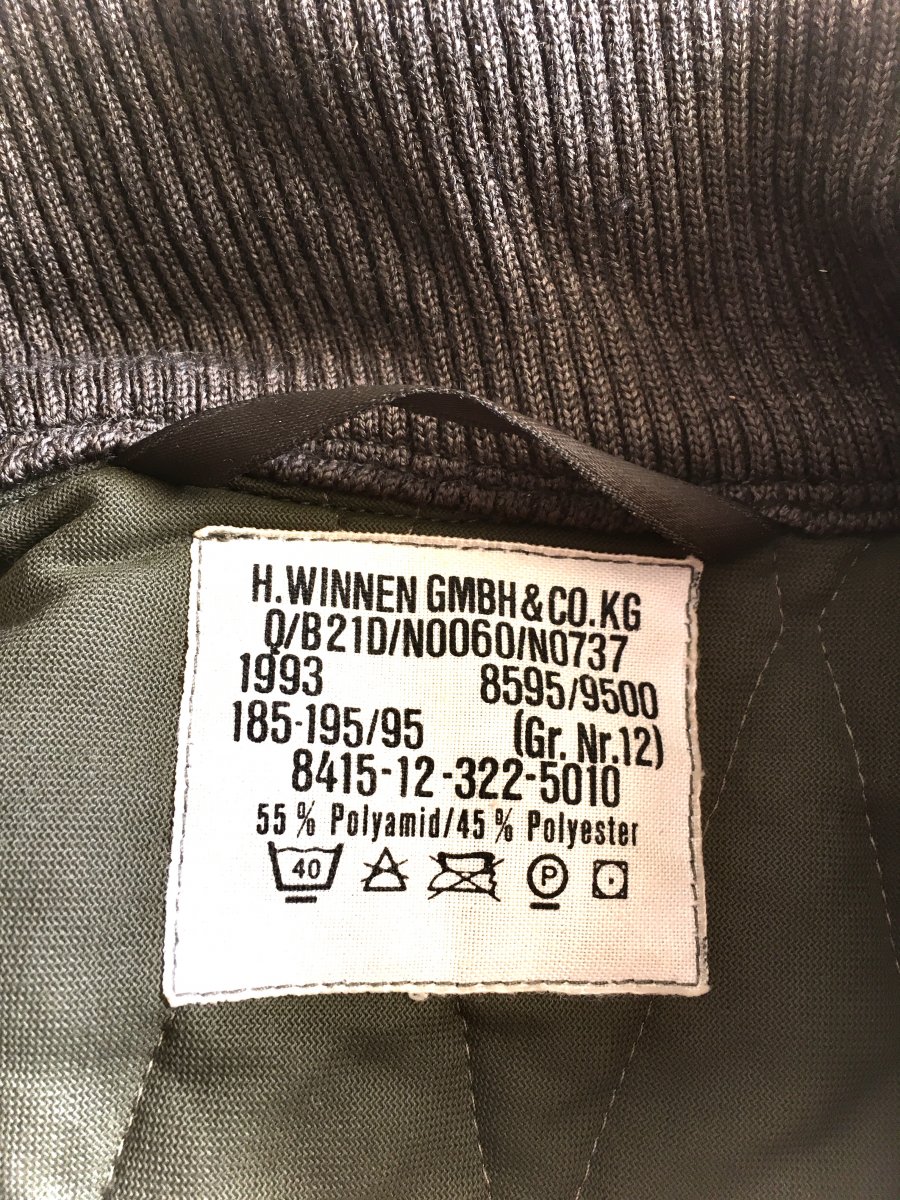 H.WINNEN GMBH&CO.KG
Q/B21D/N0060/N0737
1993 8595/9500
185-195/95 (Gr.Nr.12)
8415-12-322-5010
55% Polyamid/45% Polyester
40 P